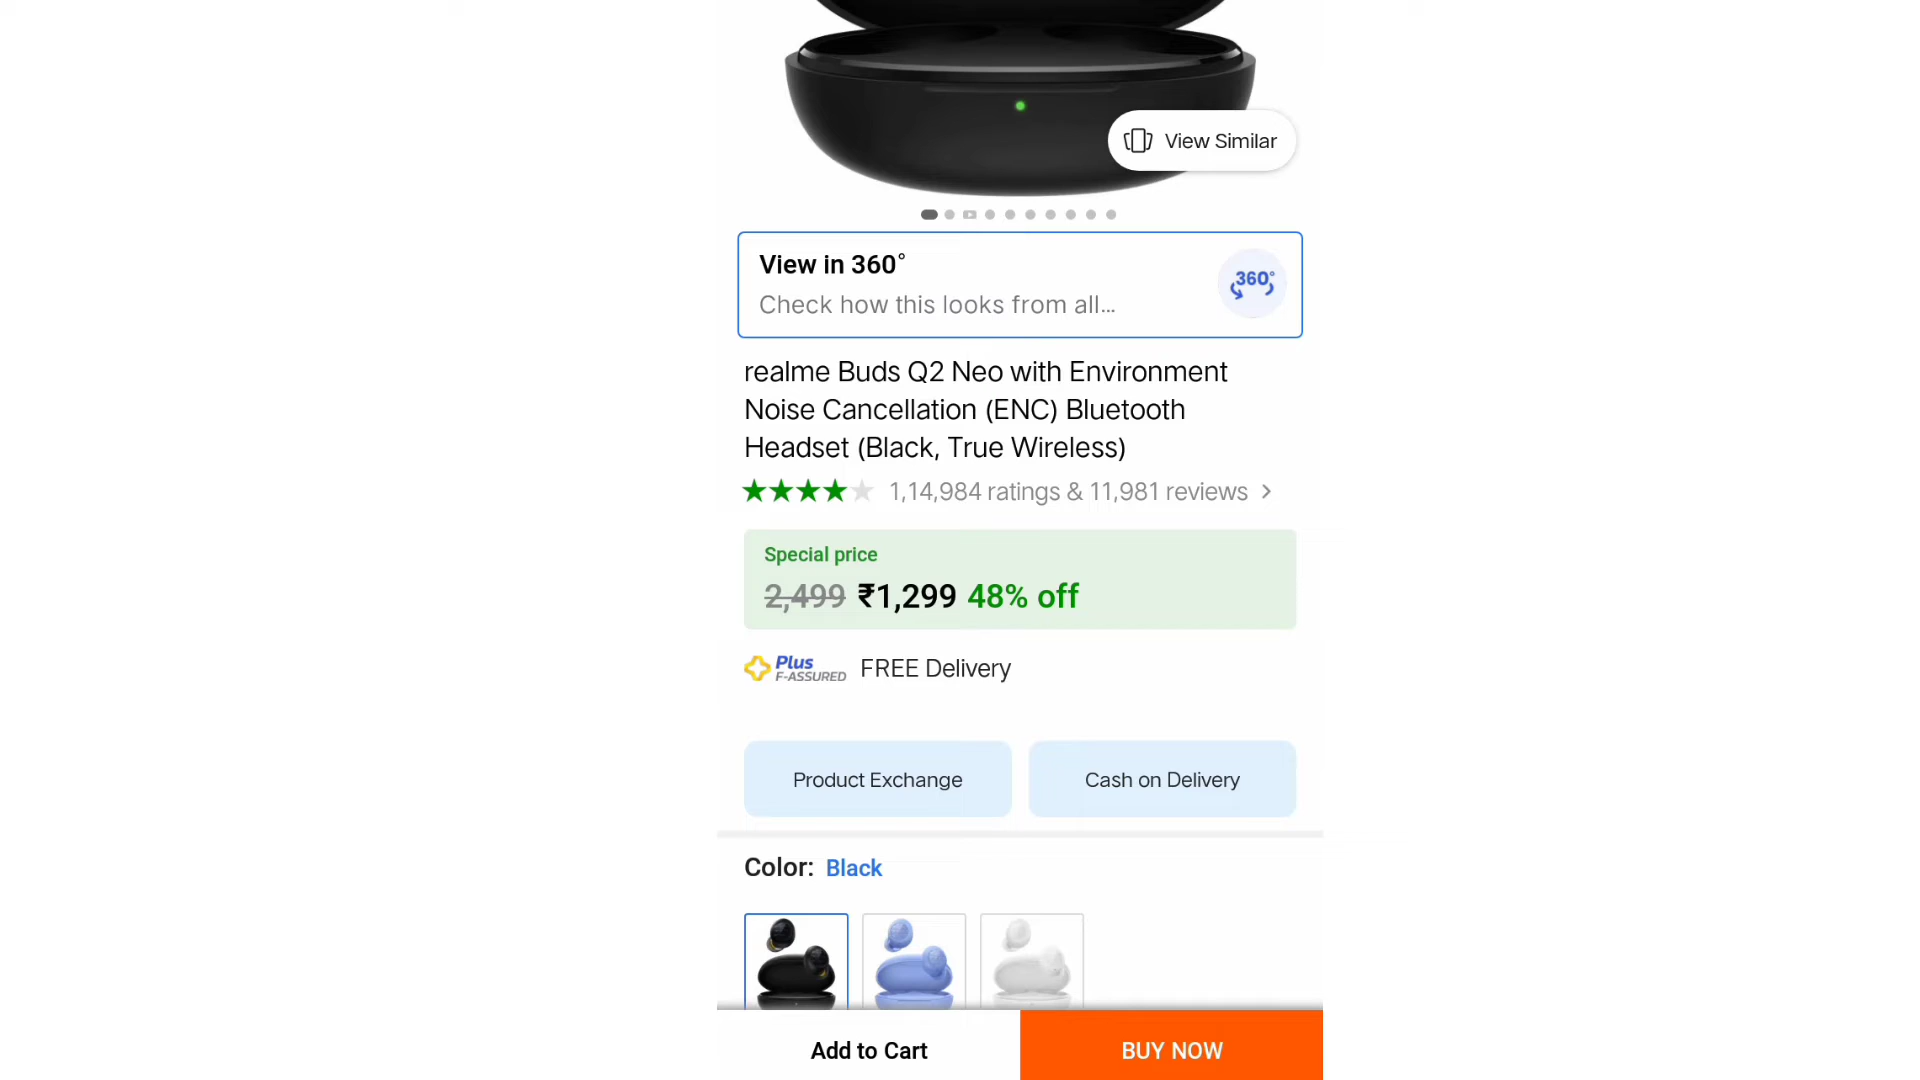 View Similar
View in 360°
Check how this looks from all...
360°
realme Buds Q2 Neo with Environment
Noise Cancellation (ENC) Bluetooth
Headset (Black, True Wireless)
1,14,984 ratings & 11,981 reviews
Special price
2,499 ₹1,299 48% off
Plus
F-ASSURED
FREE Delivery
Product Exchange
Cash on Delivery
Color: Black
Add to Cart
BUY NOW